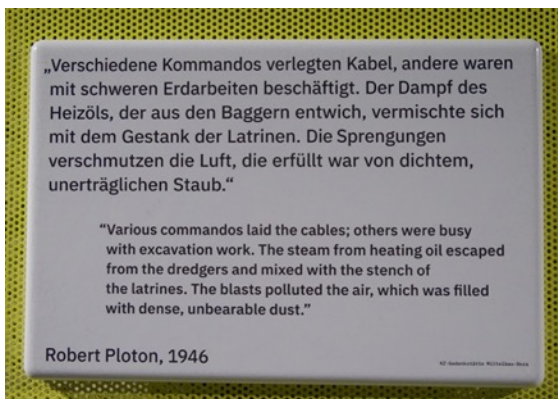 „Verschiedene Kommandos verlegten Kabel, andere waren
mit schweren Erdarbeiten beschäftigt. Der Dampf des
Heizöls, der aus den Baggern entwich, vermischte sich
mit dem Gestank der Latrinen. Die Sprengungen
verschmutzen die Luft, die erfüllt war von dichtem,
unerträglichen Staub.“
“Various commandos laid the cables; others were busy
with excavation work. The steam from heating oil escaped
from the dredgers and mixed with the stench of
the latrines. The blasts polluted the air, which was filled
with dense, unbearable dust.”
Robert Ploton, 1946
KZ-Gedenkstätte Mittelbau-Dora